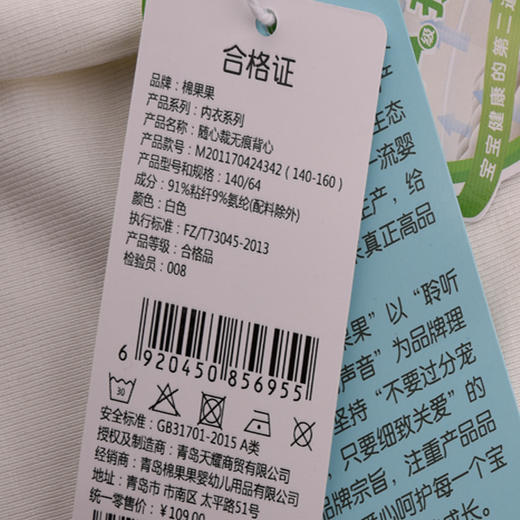 合格证
品牌：棉果果
产品系列：内衣系列
产品名称：随心裁无痕背心
产品款号：M201170424342（140-160）
产品型号和规格：140/64
成分：91%粘纤9%氨纶(配料除外)
颜色：白色
执行标准：FZ/T73045-2013
产品等级：合格品
检验员：008
6 920450 856955
30
安全标准：GB31701-2015 A类
授权及制造商：青岛天耀商贸有限公司
经销商：青岛棉果果婴幼儿用品有限公司
地址：青岛市 市南区 太平路51号
统一零售价：¥109.00
级
宝宝健康的第二道
生态
一流婴
生产，给
真正高品
果”以“聆听
声音”为品牌理
坚持“不要过分宠
，只要细致关爱”的
品牌宗旨，注重产品品
心呵护每一个宝
成长。